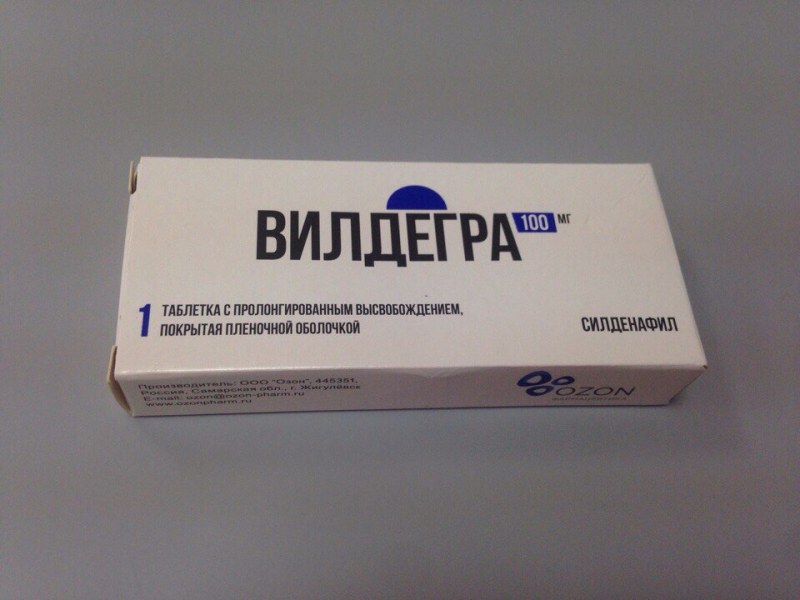 ВИЛДЕГРА 100 МГ
1 ТАБЛЕТКА С ПРОЛОНГИРОВАННЫМ ВЫСВОБОЖДЕНИЕМ,
ПОКРЫТАЯ ПЛЕНОЧНОЙ ОБОЛОЧКОЙ
СИЛДЕНАФИЛ
Производитель: ООО "Озон", 445351,
Россия, Самарская обл., г. Жигулевск
E-mail: ozon@ozon-pharm.ru
www.ozonpharm.ru
OZON